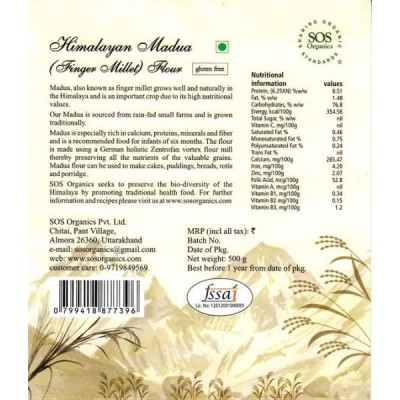 SHARING ORGANIC STANDARDS
SOS
Organics
Himalayan Madua
(Finger Millet) Flour
gluten free
Madua, also known as finger millet grows well and naturally in
the Himalaya and is an important crop due to its high nutritional
values.
Our Madua is sourced from rain-fed small farms and is grown
traditionally.
Madua is especially rich in calcium, proteins, minerals and fiber
and is a recommended food for infants of six months. The flour
is made using a German holistic Zentrofan vortex flour mill
thereby preserving all the nutrients of the valuable grains.
Madua flour can be used to make cakes, puddings, breads, rotis
and porridge.
SOS Organics seeks to preserve the bio-diversity of the
Himalaya by promoting traditional health food. For further
information and recipes please visit us at www.sosorganics.com
Nutritional
information values
Protein, (6.25XN) %w/w 8.51
Fat, % w/w 1.48
Carbohydrates, % w/w 76.8
Energy, kcal/100g 354.56
Total Sugar, % w/w nil
Vitamin C, mg/100g nil
Saturated Fat % 0.46
Monosaturated Fat % 0.75
Polyunsaturated Fat % 0.24
Trans Fat % nil
Calcium, mg/100g 265.47
Iron, mg/100g 4.20
Zinc, mg/100g 2.07
Folic Acid, mcg/100g 52.8
Vitamin A, mcg/100g nil
Vitamin B1, mg/100g 0.34
Vitamin B2, mg/100g 0.15
Vitamin B3, mg/100g 1.2
SOS Organics Pvt. Ltd.
Chitai, Pant Village,
Almora 26360, Uttarakhand
e-mail@sosorganics.com
www.sosorganics.com
customer care: 0-9719849569
MRP (incl all tax): ₹
Batch No.
Date of Pkg.
Net weight: 500 g
Best before 1 year from date of pkg.
0 799418 877396
fssai
Lic. No: 12612001000001